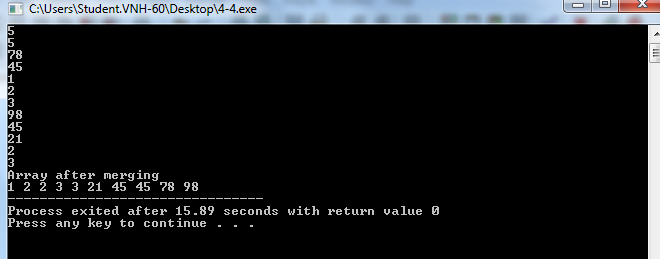 C:\Users\Student.VNH-60\Desktop\4-4.exe
5
5
78
45
1
2
3
98
45
21
2
3
Array after merging
1 2 2 3 3 21 45 45 78 98
--------------------------------
Process exited after 15.89 seconds with return value 0
Press any key to continue . . .